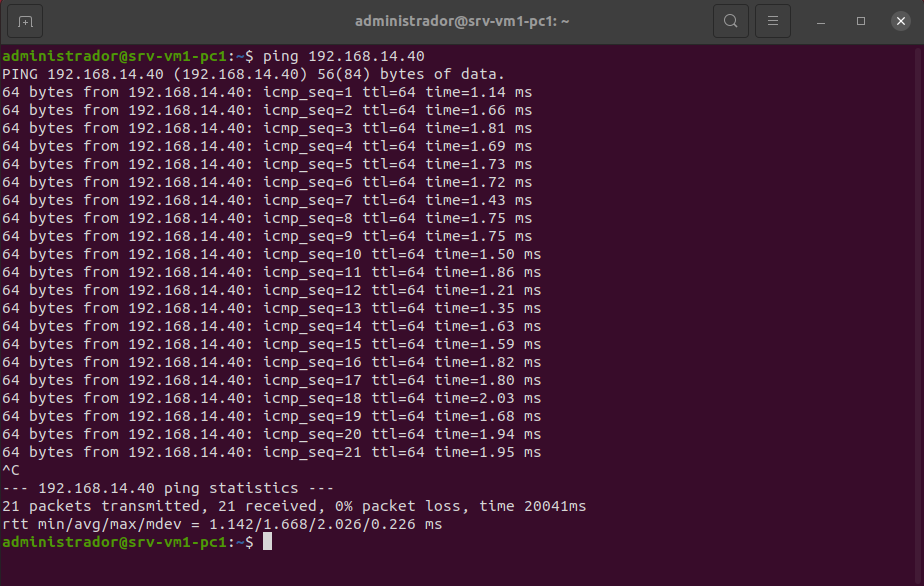 administrador@srv-vm1-pc1: ~
administrador@srv-vm1-pc1:~$ ping 192.168.14.40
PING 192.168.14.40 (192.168.14.40) 56(84) bytes of data.
64 bytes from 192.168.14.40: icmp_seq=1 ttl=64 time=1.14 ms
64 bytes from 192.168.14.40: icmp_seq=2 ttl=64 time=1.66 ms
64 bytes from 192.168.14.40: icmp_seq=3 ttl=64 time=1.81 ms
64 bytes from 192.168.14.40: icmp_seq=4 ttl=64 time=1.69 ms
64 bytes from 192.168.14.40: icmp_seq=5 ttl=64 time=1.73 ms
64 bytes from 192.168.14.40: icmp_seq=6 ttl=64 time=1.72 ms
64 bytes from 192.168.14.40: icmp_seq=7 ttl=64 time=1.43 ms
64 bytes from 192.168.14.40: icmp_seq=8 ttl=64 time=1.75 ms
64 bytes from 192.168.14.40: icmp_seq=9 ttl=64 time=1.75 ms
64 bytes from 192.168.14.40: icmp_seq=10 ttl=64 time=1.50 ms
64 bytes from 192.168.14.40: icmp_seq=11 ttl=64 time=1.86 ms
64 bytes from 192.168.14.40: icmp_seq=12 ttl=64 time=1.21 ms
64 bytes from 192.168.14.40: icmp_seq=13 ttl=64 time=1.35 ms
64 bytes from 192.168.14.40: icmp_seq=14 ttl=64 time=1.63 ms
64 bytes from 192.168.14.40: icmp_seq=15 ttl=64 time=1.59 ms
64 bytes from 192.168.14.40: icmp_seq=16 ttl=64 time=1.82 ms
64 bytes from 192.168.14.40: icmp_seq=17 ttl=64 time=1.80 ms
64 bytes from 192.168.14.40: icmp_seq=18 ttl=64 time=2.03 ms
64 bytes from 192.168.14.40: icmp_seq=19 ttl=64 time=1.68 ms
64 bytes from 192.168.14.40: icmp_seq=20 ttl=64 time=1.94 ms
64 bytes from 192.168.14.40: icmp_seq=21 ttl=64 time=1.95 ms
^C
--- 192.168.14.40 ping statistics ---
21 packets transmitted, 21 received, 0% packet loss, time 20041ms
rtt min/avg/max/mdev = 1.142/1.668/2.026/0.226 ms
administrador@srv-vm1-pc1:~$